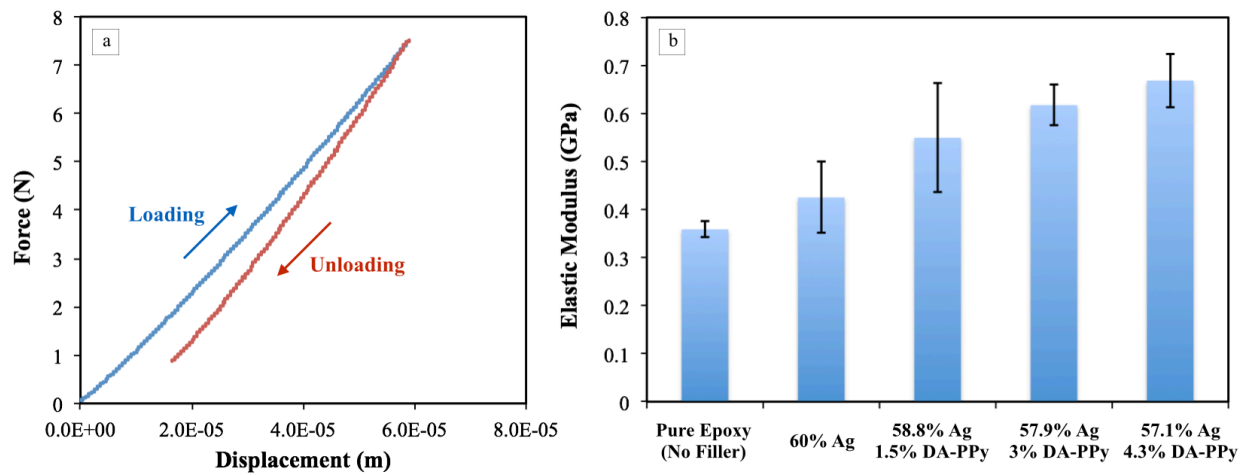 a
Force (N)
8
7
6
5
4
3
2
1
0
Loading
Unloading
0.0E+00 2.0E-05 4.0E-05 6.0E-05 8.0E-05
Displacement (m)
b
Elastic Modulus (GPa)
0.8
0.7
0.6
0.5
0.4
0.3
0.2
0.1
0
Pure Epoxy
(No Filler)
60% Ag
58.8% Ag
1.5% DA-PPy
57.9% Ag
3% DA-PPy
57.1% Ag
4.3% DA-PPy